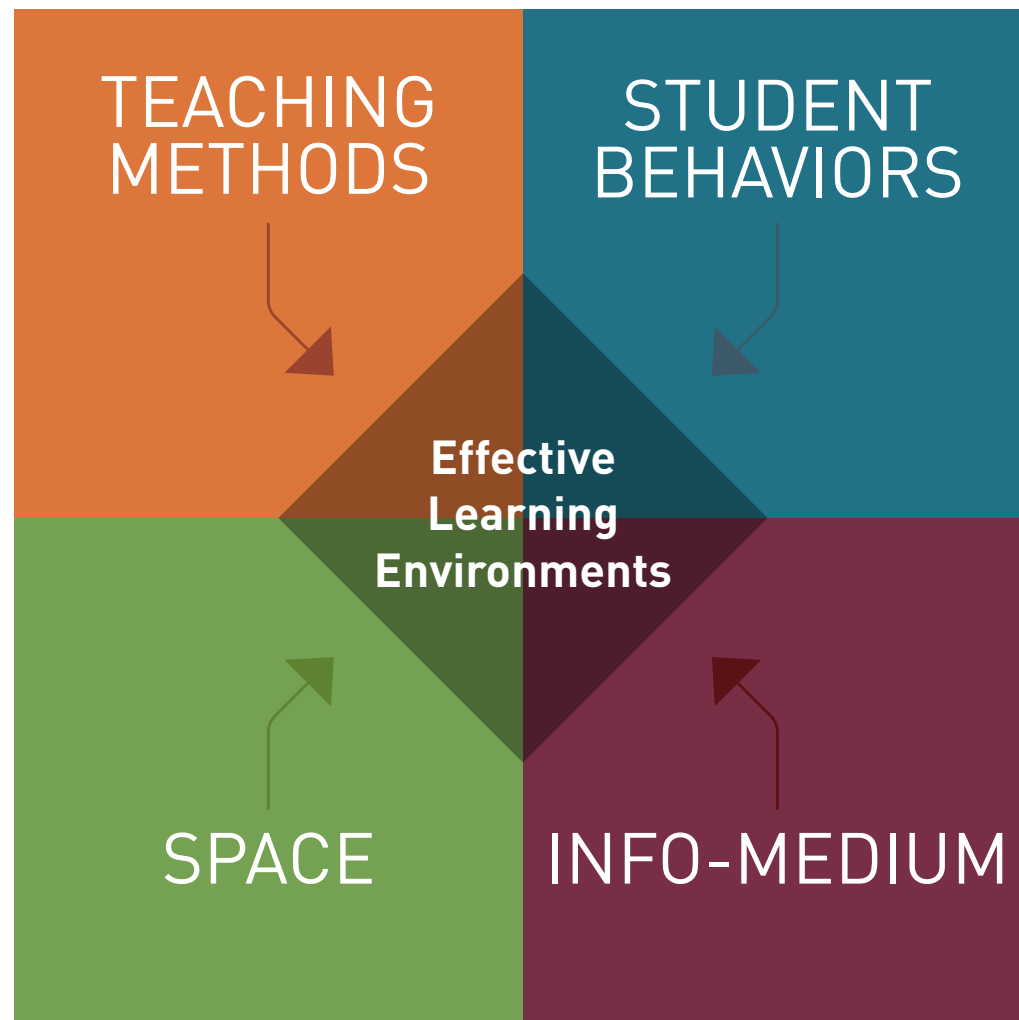 TEACHING
METHODS
STUDENT
BEHAVIORS
Effective
Learning
Environments
SPACE
INFO-MEDIUM